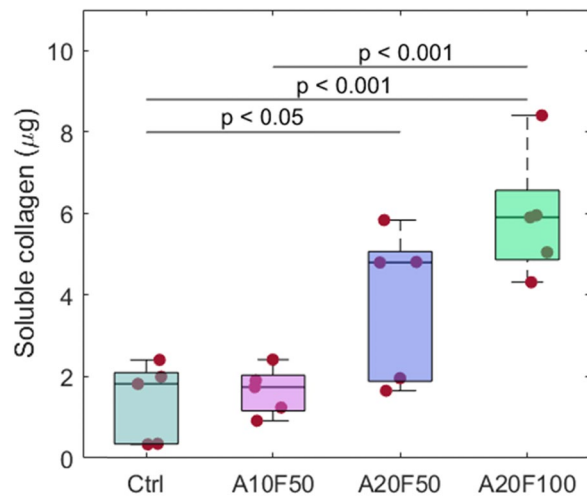 10
8
6
4
2
0
Soluble collagen (μg)
p < 0.001
p < 0.001
p < 0.05
Ctrl A10F50 A20F50 A20F100